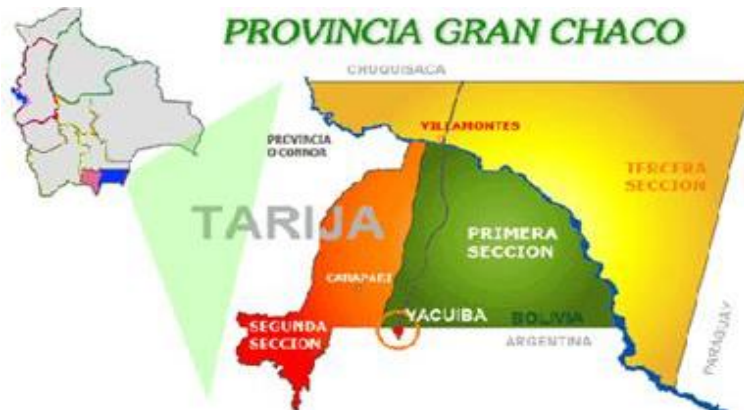 PROVINCIA GRAN CHACO
CHUQUISACA
VILLAMONTES
PROVINCIA
O'CONNOR
TERCERA
SECCION
TARIJA
PRIMERA
SECCION
CARAPARI
YACUIBA
SEGUNDA
SECCION
BOLIVIA
ARGENTINA
PARAGUAY